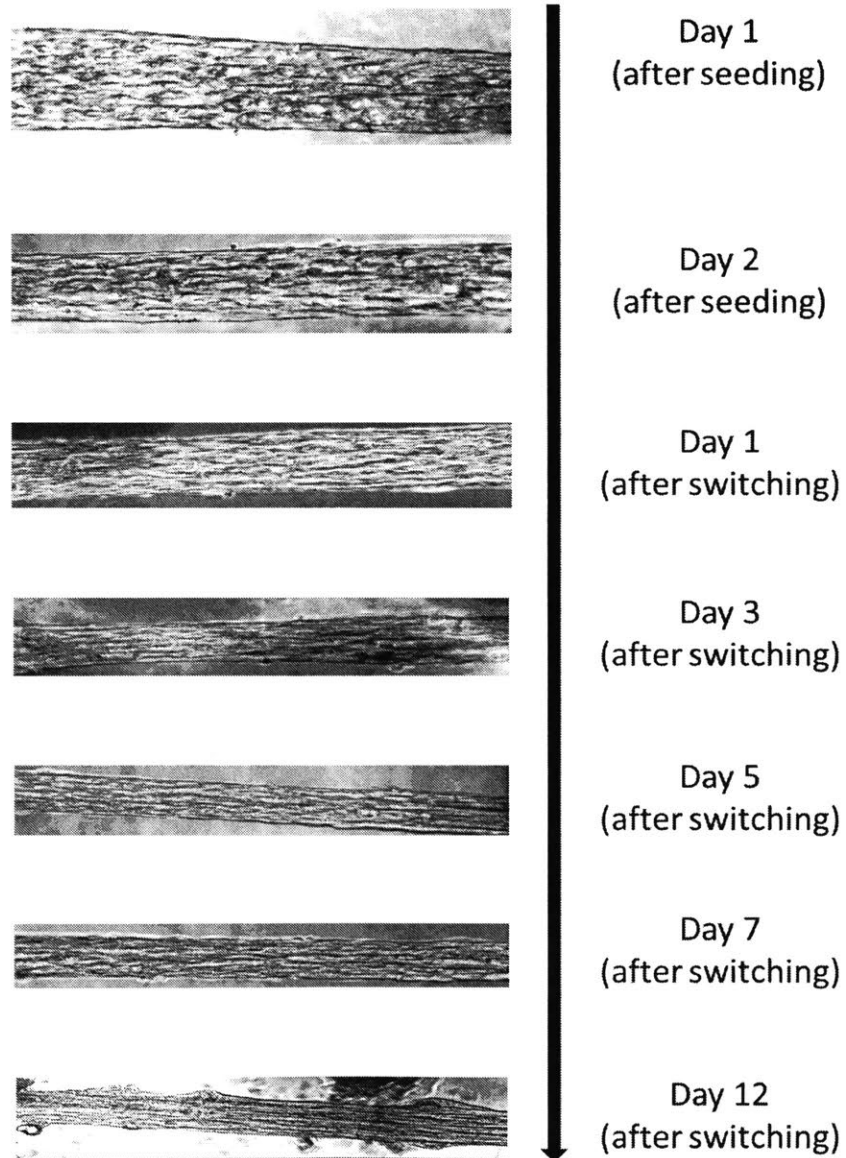 Day 1
(after seeding)
Day 2
(after seeding)
Day 1
(after switching)
Day 3
(after switching)
Day 5
(after switching)
Day 7
(after switching)
Day 12
(after switching)